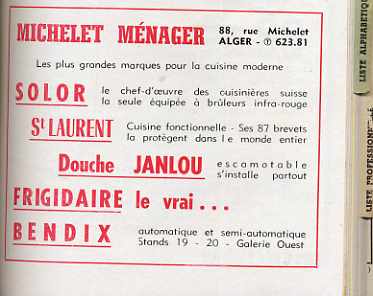 MICHELET MÉNAGER 88, rue Michelet
ALGER - ✆ 623.81
Les plus grandes marques pour la cuisine moderne
SOLOR le chef-d'œuvre des cuisinières suisse
la seule équipée à brûleurs infra-rouge
St LAURENT Cuisine fonctionnelle - Ses 87 brevets
la protègent dans le monde entier
Douche JANLOU escamotable
s'installe partout
FRIGIDAIRE le vrai...
BENDIX automatique et semi-automatique
Stands 19 - 20 - Galerie Ouest
LISTE ALPHABÉTIQUE
LISTE PROFESSIONNELLE